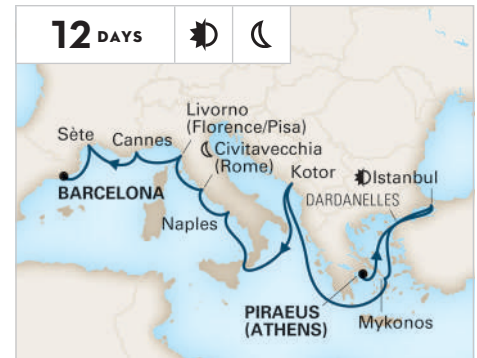 12 DAYS
Livorno
(Florence/Pisa)
Sète
Cannes
Civitavecchia
(Rome)
Kotor
Istanbul
DARDANELLES
BARCELONA
Naples
PIRAEUS
(ATHENS)
Mykonos